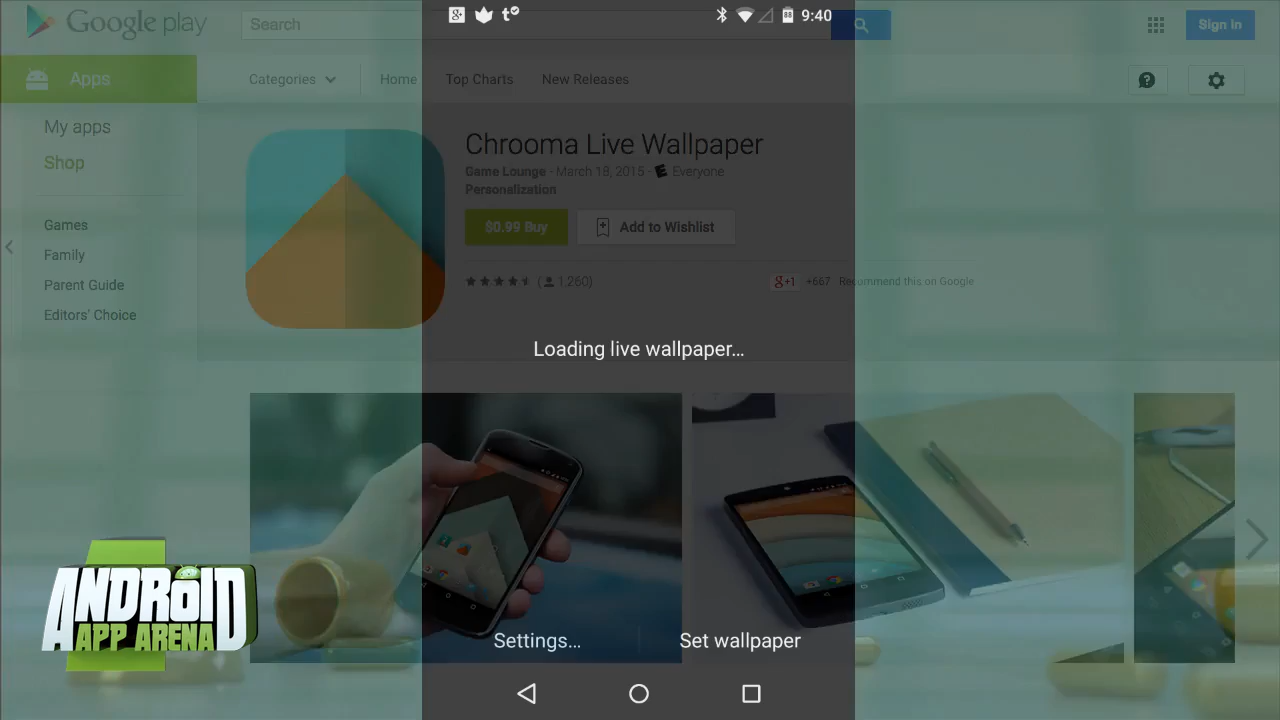 Google play
Search
88
9:40
Sign in
Apps
Categories
Home
Top Charts
New Releases
My apps
Shop
Games
Family
Parent Guide
Editors' Choice
Chrooma Live Wallpaper
Game Lounge - March 18, 2015 - E Everyone
Personalization
$0.99 Buy
Add to Wishlist
(1,260)
g+1 +667 Recommend this on Google
Loading live wallpaper...
Settings...
Set wallpaper
ANDROID
APP ARENA